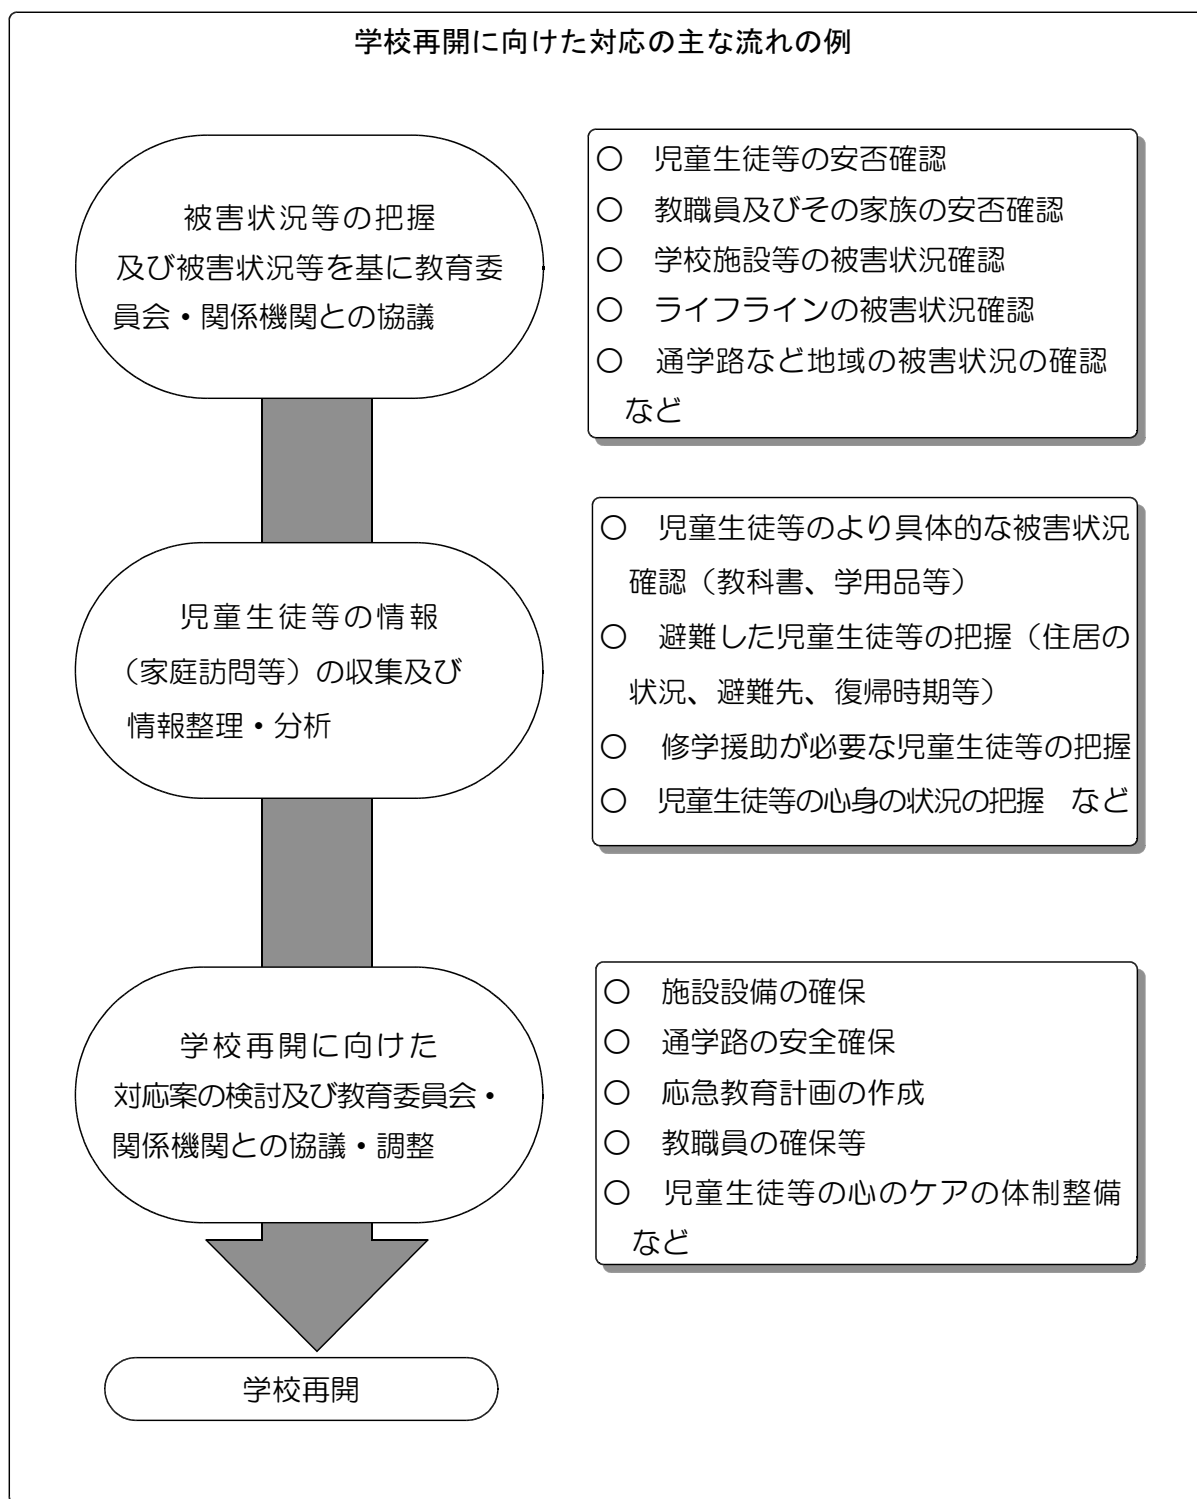 学校再開に向けた対応の主な流れの例
被害状況等の把握
及び被害状況等を基に教育委
員会・関係機関との協議
○　児童生徒等の安否確認
○　教職員及びその家族の安否確認
○　学校施設等の被害状況確認
○　ライフラインの被害状況確認
○　通学路など地域の被害状況の確認
など
児童生徒等の情報
（家庭訪問等）の収集及び
情報整理・分析
○　児童生徒等のより具体的な被害状況
確認（教科書、学用品等）
○　避難した児童生徒等の把握（住居の
状況、避難先、復帰時期等）
○　修学援助が必要な児童生徒等の把握
○　児童生徒等の心身の状況の把握　など
学校再開に向けた
対応案の検討及び教育委員会・
関係機関との協議・調整
○　施設設備の確保
○　通学路の安全確保
○　応急教育計画の作成
○　教職員の確保等
○　児童生徒等の心のケアの体制整備
など
学校再開